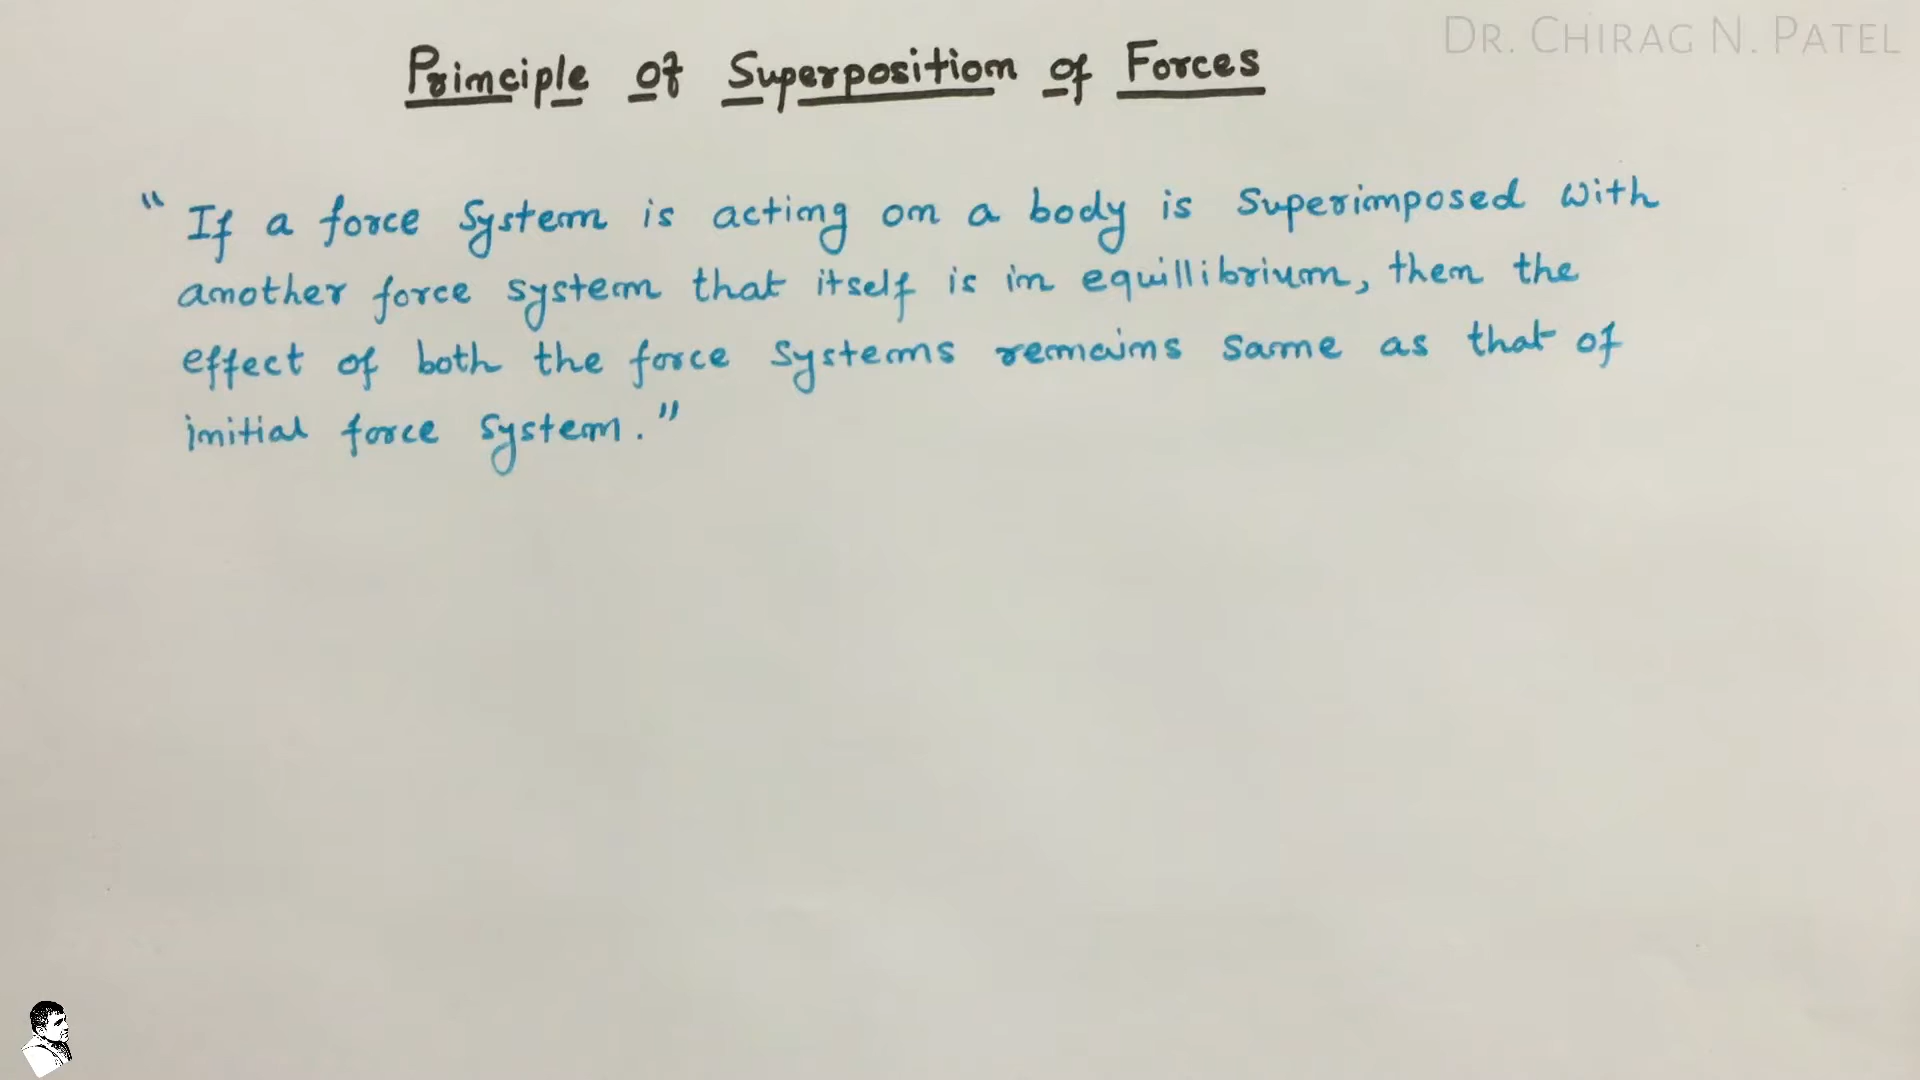 DR. CHIRAG N. PATEL
Principle of Superposition of Forces
"If a force System is acting on a body is Superimposed with
another force system that itself is in equillibrium, then the
effect of both the force Systems remains same as that of
initial force system."